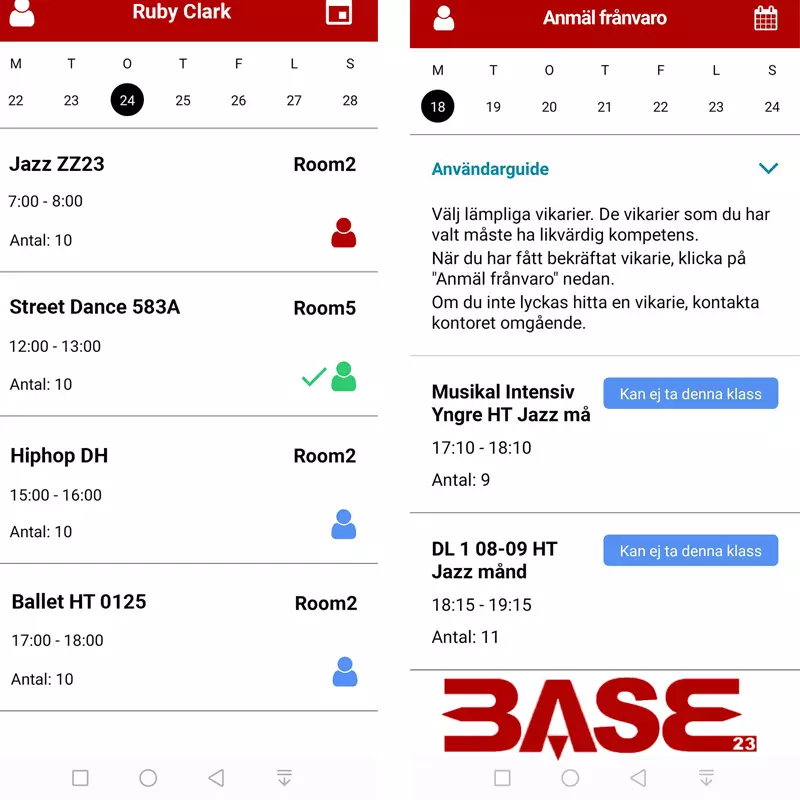 Ruby Clark
M T O T F L S
22 23 24 25 26 27 28
Jazz ZZ23 Room2
7:00 - 8:00
Antal: 10
Street Dance 583A Room5
12:00 - 13:00
Antal: 10
Hiphop DH Room2
15:00 - 16:00
Antal: 10
Ballet HT 0125 Room2
17:00 - 18:00
Antal: 10
Anmäl frånvaro
M T O T F L S
18 19 20 21 22 23 24
Användarguide
Välj lämpliga vikarier. De vikarier som du har
valt måste ha likvärdig kompetens.
När du har fått bekräftat vikarie, klicka på
"Anmäl frånvaro" nedan.
Om du inte lyckas hitta en vikarie, kontakta
kontoret omgående.
Musikal Intensiv Kan ej ta denna klass
Yngre HT Jazz må
17:10 - 18:10
Antal: 9
DL 1 08-09 HT Kan ej ta denna klass
Jazz månd
18:15 - 19:15
Antal: 11
BASE
23